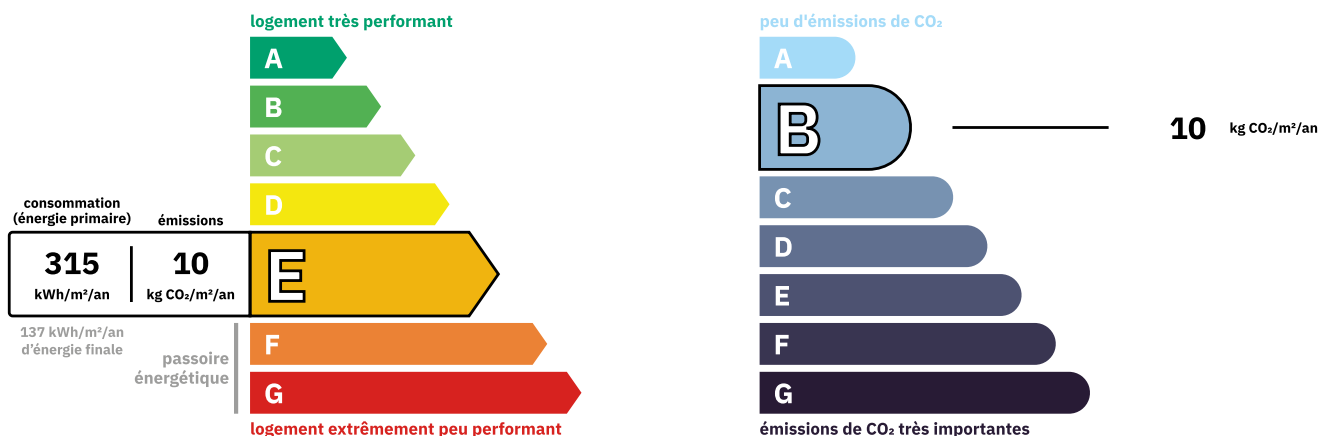 logement très performant
A
B
C
D
consommation
(énergie primaire)
émissions
315
10
kWh/m²/an
kg CO₂/m²/an
E
137 kWh/m²/an
d'énergie finale
passoire
énergétique
F
G
logement extrêmement peu performant
peu d'émissions de CO₂
A
B
10 kg CO₂/m²/an
C
D
E
F
G
émissions de CO₂ très importantes